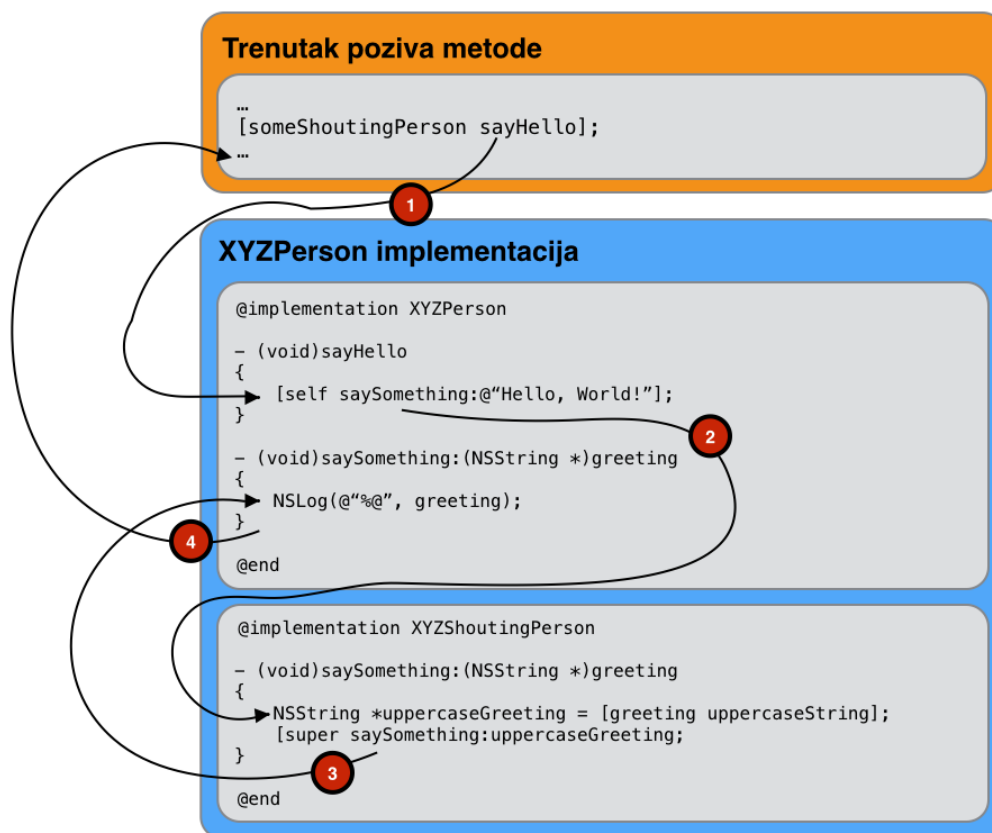 Trenutak poziva metode
…
[someShoutingPerson sayHello];
…
1
XYZPerson implementacija
@implementation XYZPerson
– (void)sayHello
{
[self saySomething:@“Hello, World!”];
}
2
– (void)saySomething:(NSString *)greeting
{
NSLog(@“%@”, greeting);
}
4
@end
@implementation XYZShoutingPerson
– (void)saySomething:(NSString *)greeting
{
NSString *uppercaseGreeting = [greeting uppercaseString];
[super saySomething:uppercaseGreeting;
}
3
@end